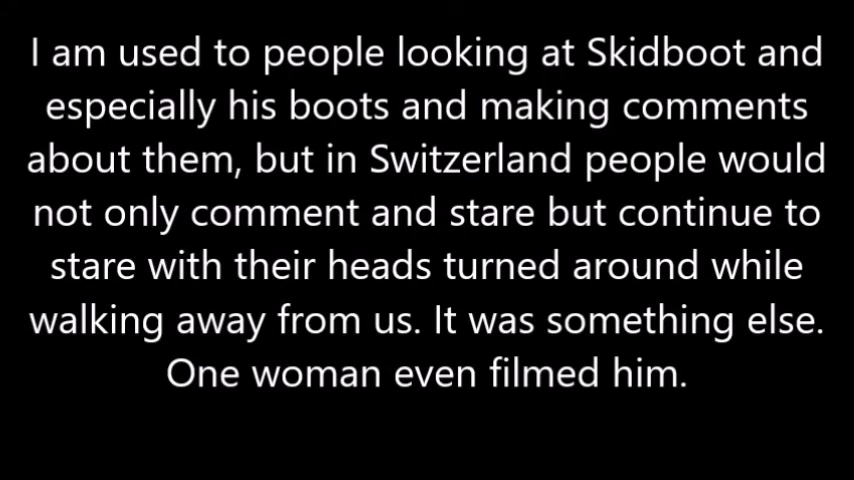 I am used to people looking at Skidboot and
especially his boots and making comments
about them, but in Switzerland people would
not only comment and stare but continue to
stare with their heads turned around while
walking away from us. It was something else.
One woman even filmed him.